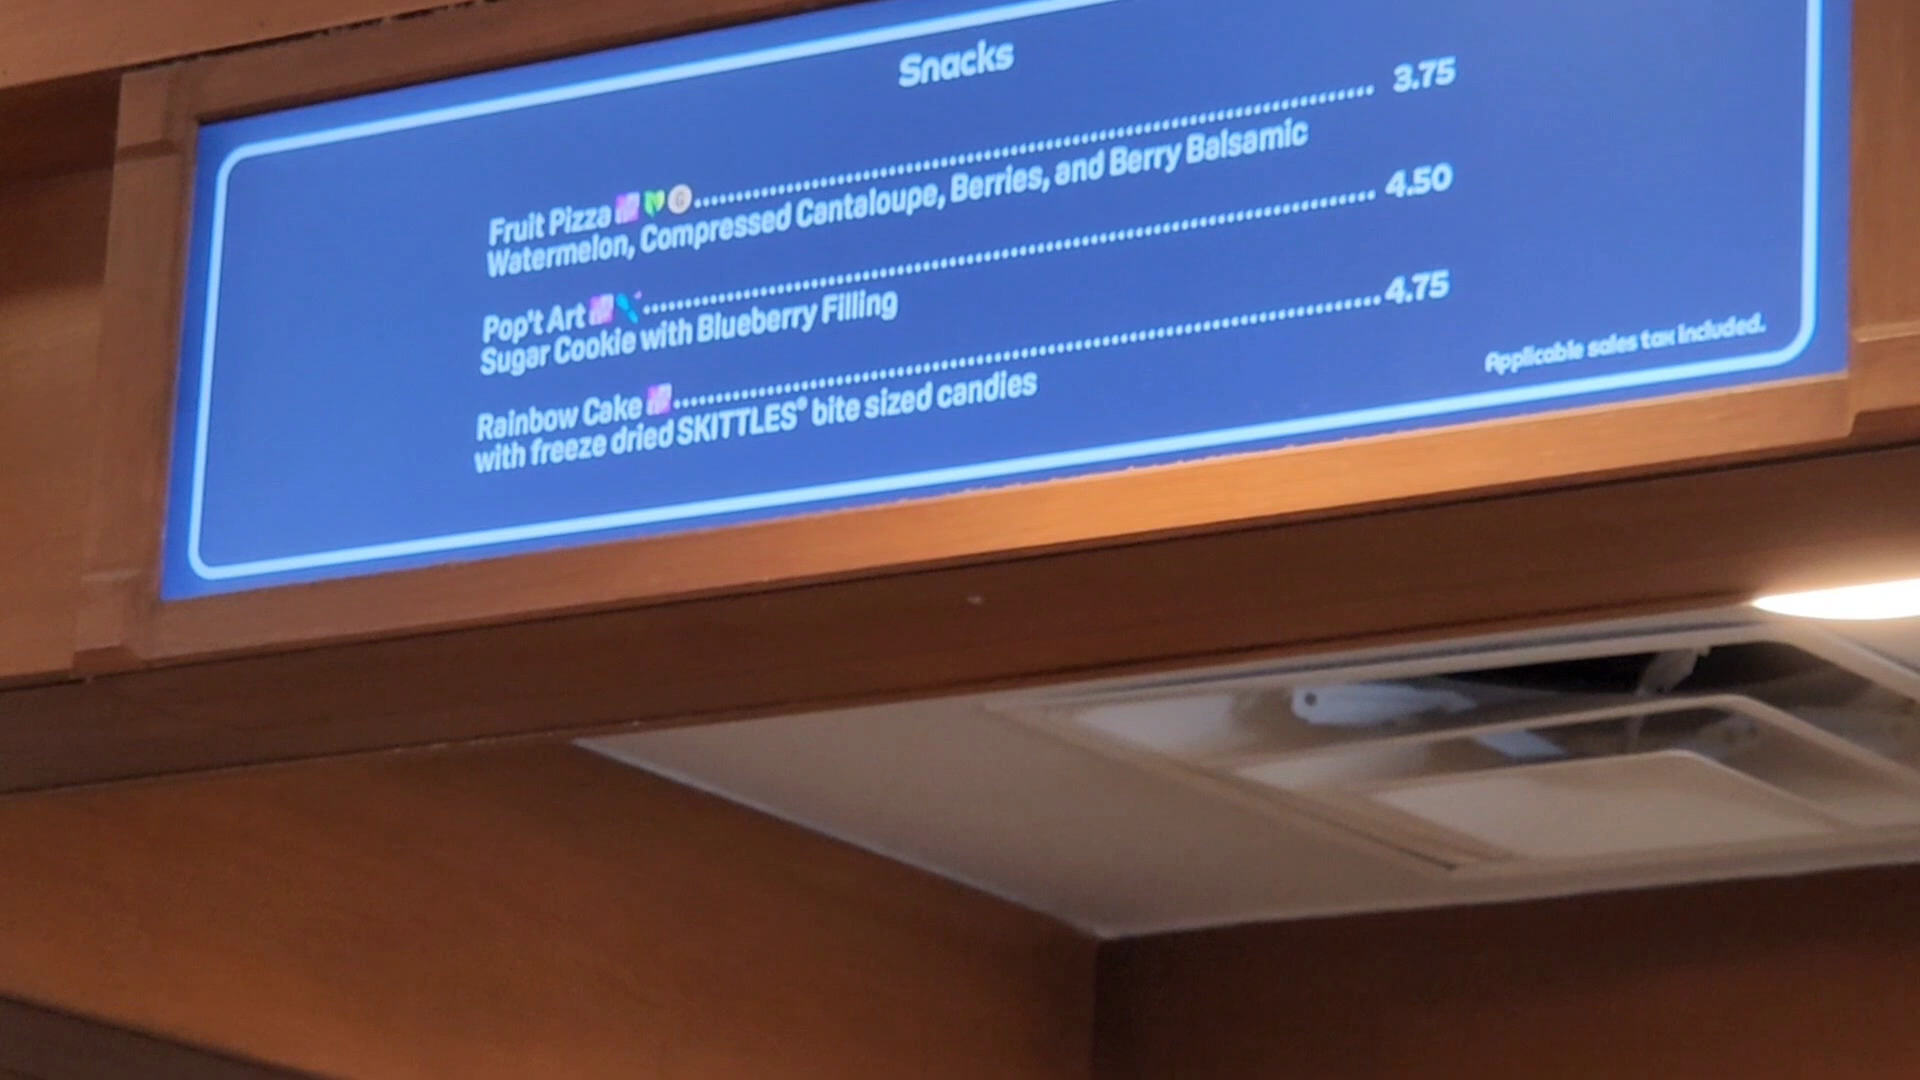 Snacks
Fruit Pizza G ........ 3.75
Watermelon, Compressed Cantaloupe, Berries, and Berry Balsamic
Pop't Art ........ 4.50
Sugar Cookie with Blueberry Filling
Rainbow Cake ........ 4.75
with freeze dried SKITTLES® bite sized candies
Applicable sales tax included.